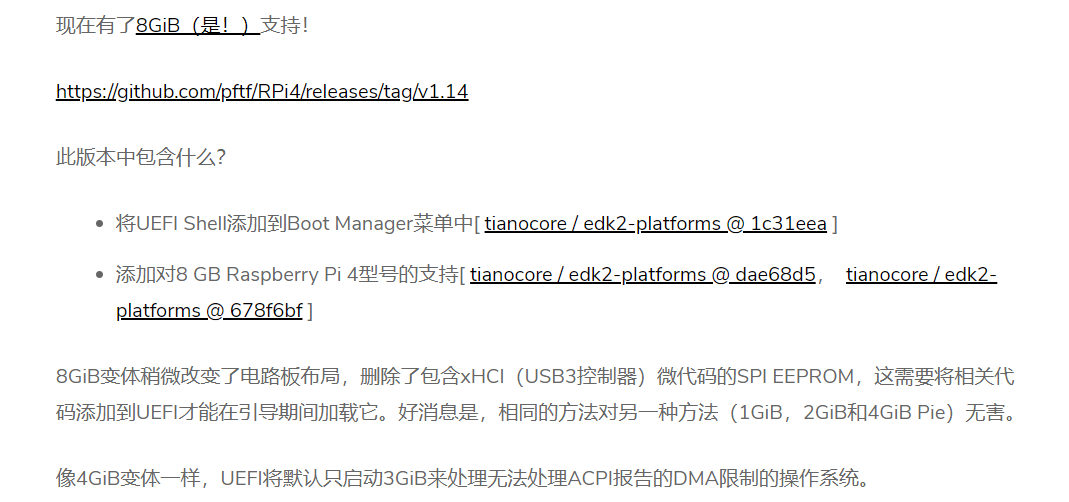 现在有了8GiB（是！）支持！
https://github.com/pftf/RPi4/releases/tag/v1.14
此版本中包含什么？
• 将UEFI Shell添加到Boot Manager菜单中[ tianocore / edk2-platforms @ 1c31eea ]
• 添加对8 GB Raspberry Pi 4型号的支持[ tianocore / edk2-platforms @ dae68d5， tianocore / edk2-
platforms @ 678f6bf ]
8GiB变体稍微改变了电路板布局，删除了包含xHCI（USB3控制器）微代码的SPI EEPROM，这需要将相关代
码添加到UEFI才能在引导期间加载它。好消息是，相同的方法对另一种方法（1GiB，2GiB和4GiB Pie）无害。
像4GiB变体一样，UEFI将默认只启动3GiB来处理无法处理ACPI报告的DMA限制的操作系统。